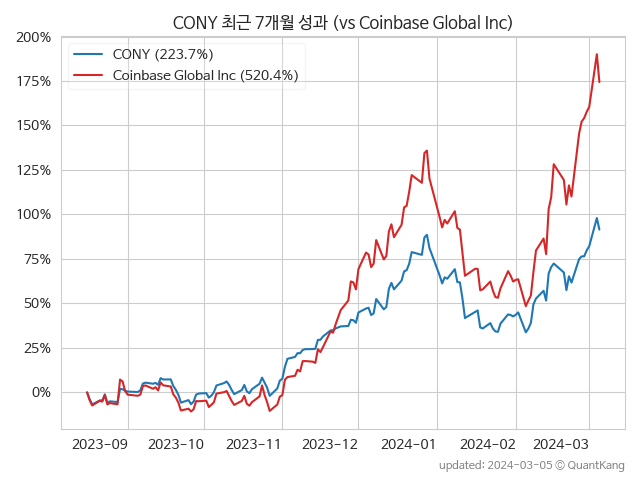 CONY 최근 7개월 성과 (vs Coinbase Global Inc)
200%
175%
150%
125%
100%
75%
50%
25%
0%
CONY (223.7%)
Coinbase Global Inc (520.4%)
2023-09 2023-10 2023-11 2023-12 2024-01 2024-02 2024-03
updated: 2024-03-05 © QuantKang